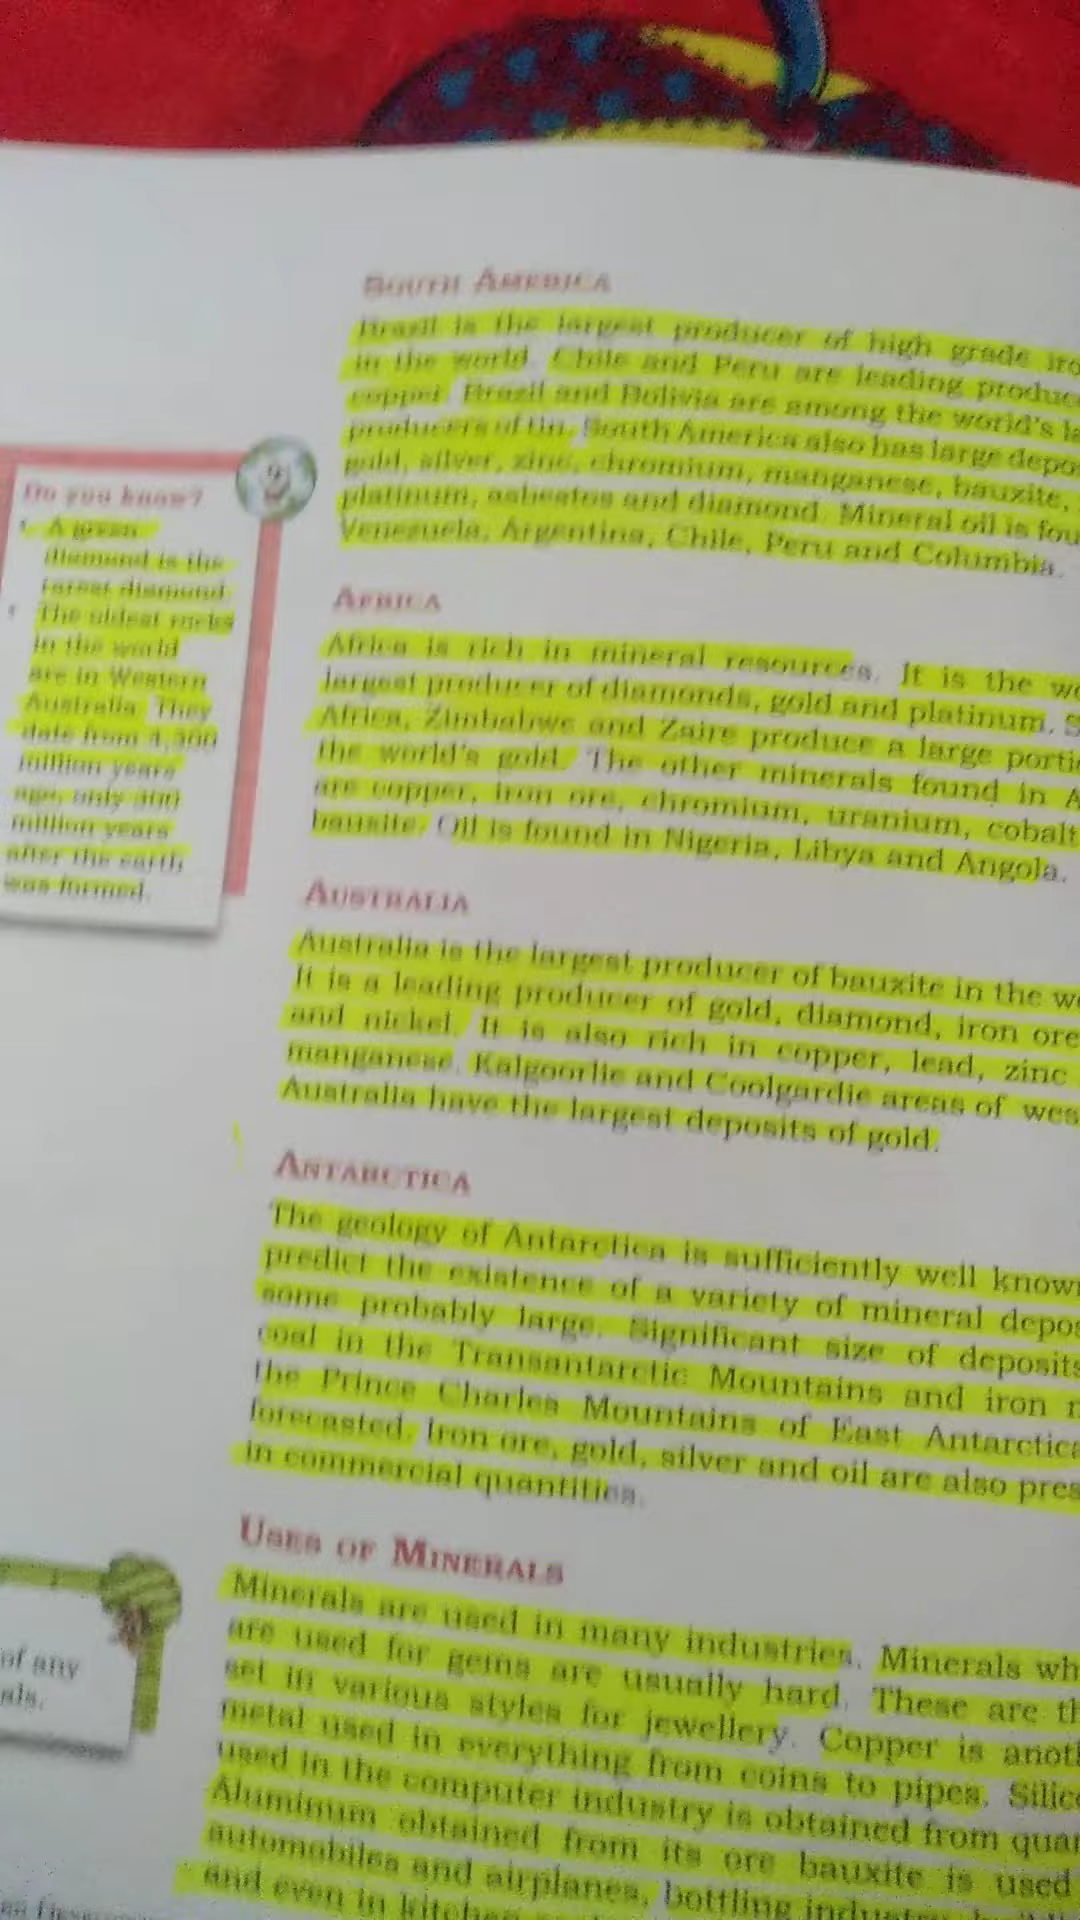 SOUTH AMERICA
Brazil is the largest producer of high grade iro
in the world. Chile and Peru are leading produce
copper. Brazil and Bolivia are among the world's la
producers of tin. South America also has large depo
gold, silver, zinc, chromium, manganese, bauxite,
platinum, asbestos and diamond. Mineral oil is fou
Venezuela, Argentina, Chile, Peru and Columbia.
Do you know?
A green
diamond is the
rarest diamond.
The oldest rocks
in the world
are in Western
Australia. They
date from 4,300
million years
ago, only 300
million years
after the earth
was formed.
AFRICA
Africa is rich in mineral resources. It is the wo
largest producer of diamonds, gold and platinum. S
Africa, Zimbabwe and Zaire produce a large portio
the world's gold. The other minerals found in A
are copper, iron ore, chromium, uranium, cobalt
bauxite. Oil is found in Nigeria, Libya and Angola.
AUSTRALIA
Australia is the largest producer of bauxite in the wo
It is a leading producer of gold, diamond, iron ore
and nickel. It is also rich in copper, lead, zinc
manganese. Kalgoorlie and Coolgardie areas of wes
Australia have the largest deposits of gold.
ANTARCTICA
The geology of Antarctica is sufficiently well known
predict the existence of a variety of mineral depos
some probably large. Significant size of deposits
coal in the Transantarctic Mountains and iron n
the Prince Charles Mountains of East Antarctica
forecasted. Iron ore, gold, silver and oil are also pres
in commercial quantities.
USES OF MINERALS
Minerals are used in many industries. Minerals wh
are used for gems are usually hard. These are th
set in various styles for jewellery. Copper is anoth
metal used in everything from coins to pipes. Silico
used in the computer industry is obtained from quar
Aluminum obtained from its ore bauxite is used
automobiles and airplanes, bottling industry
and even in kitchen
of any
als.